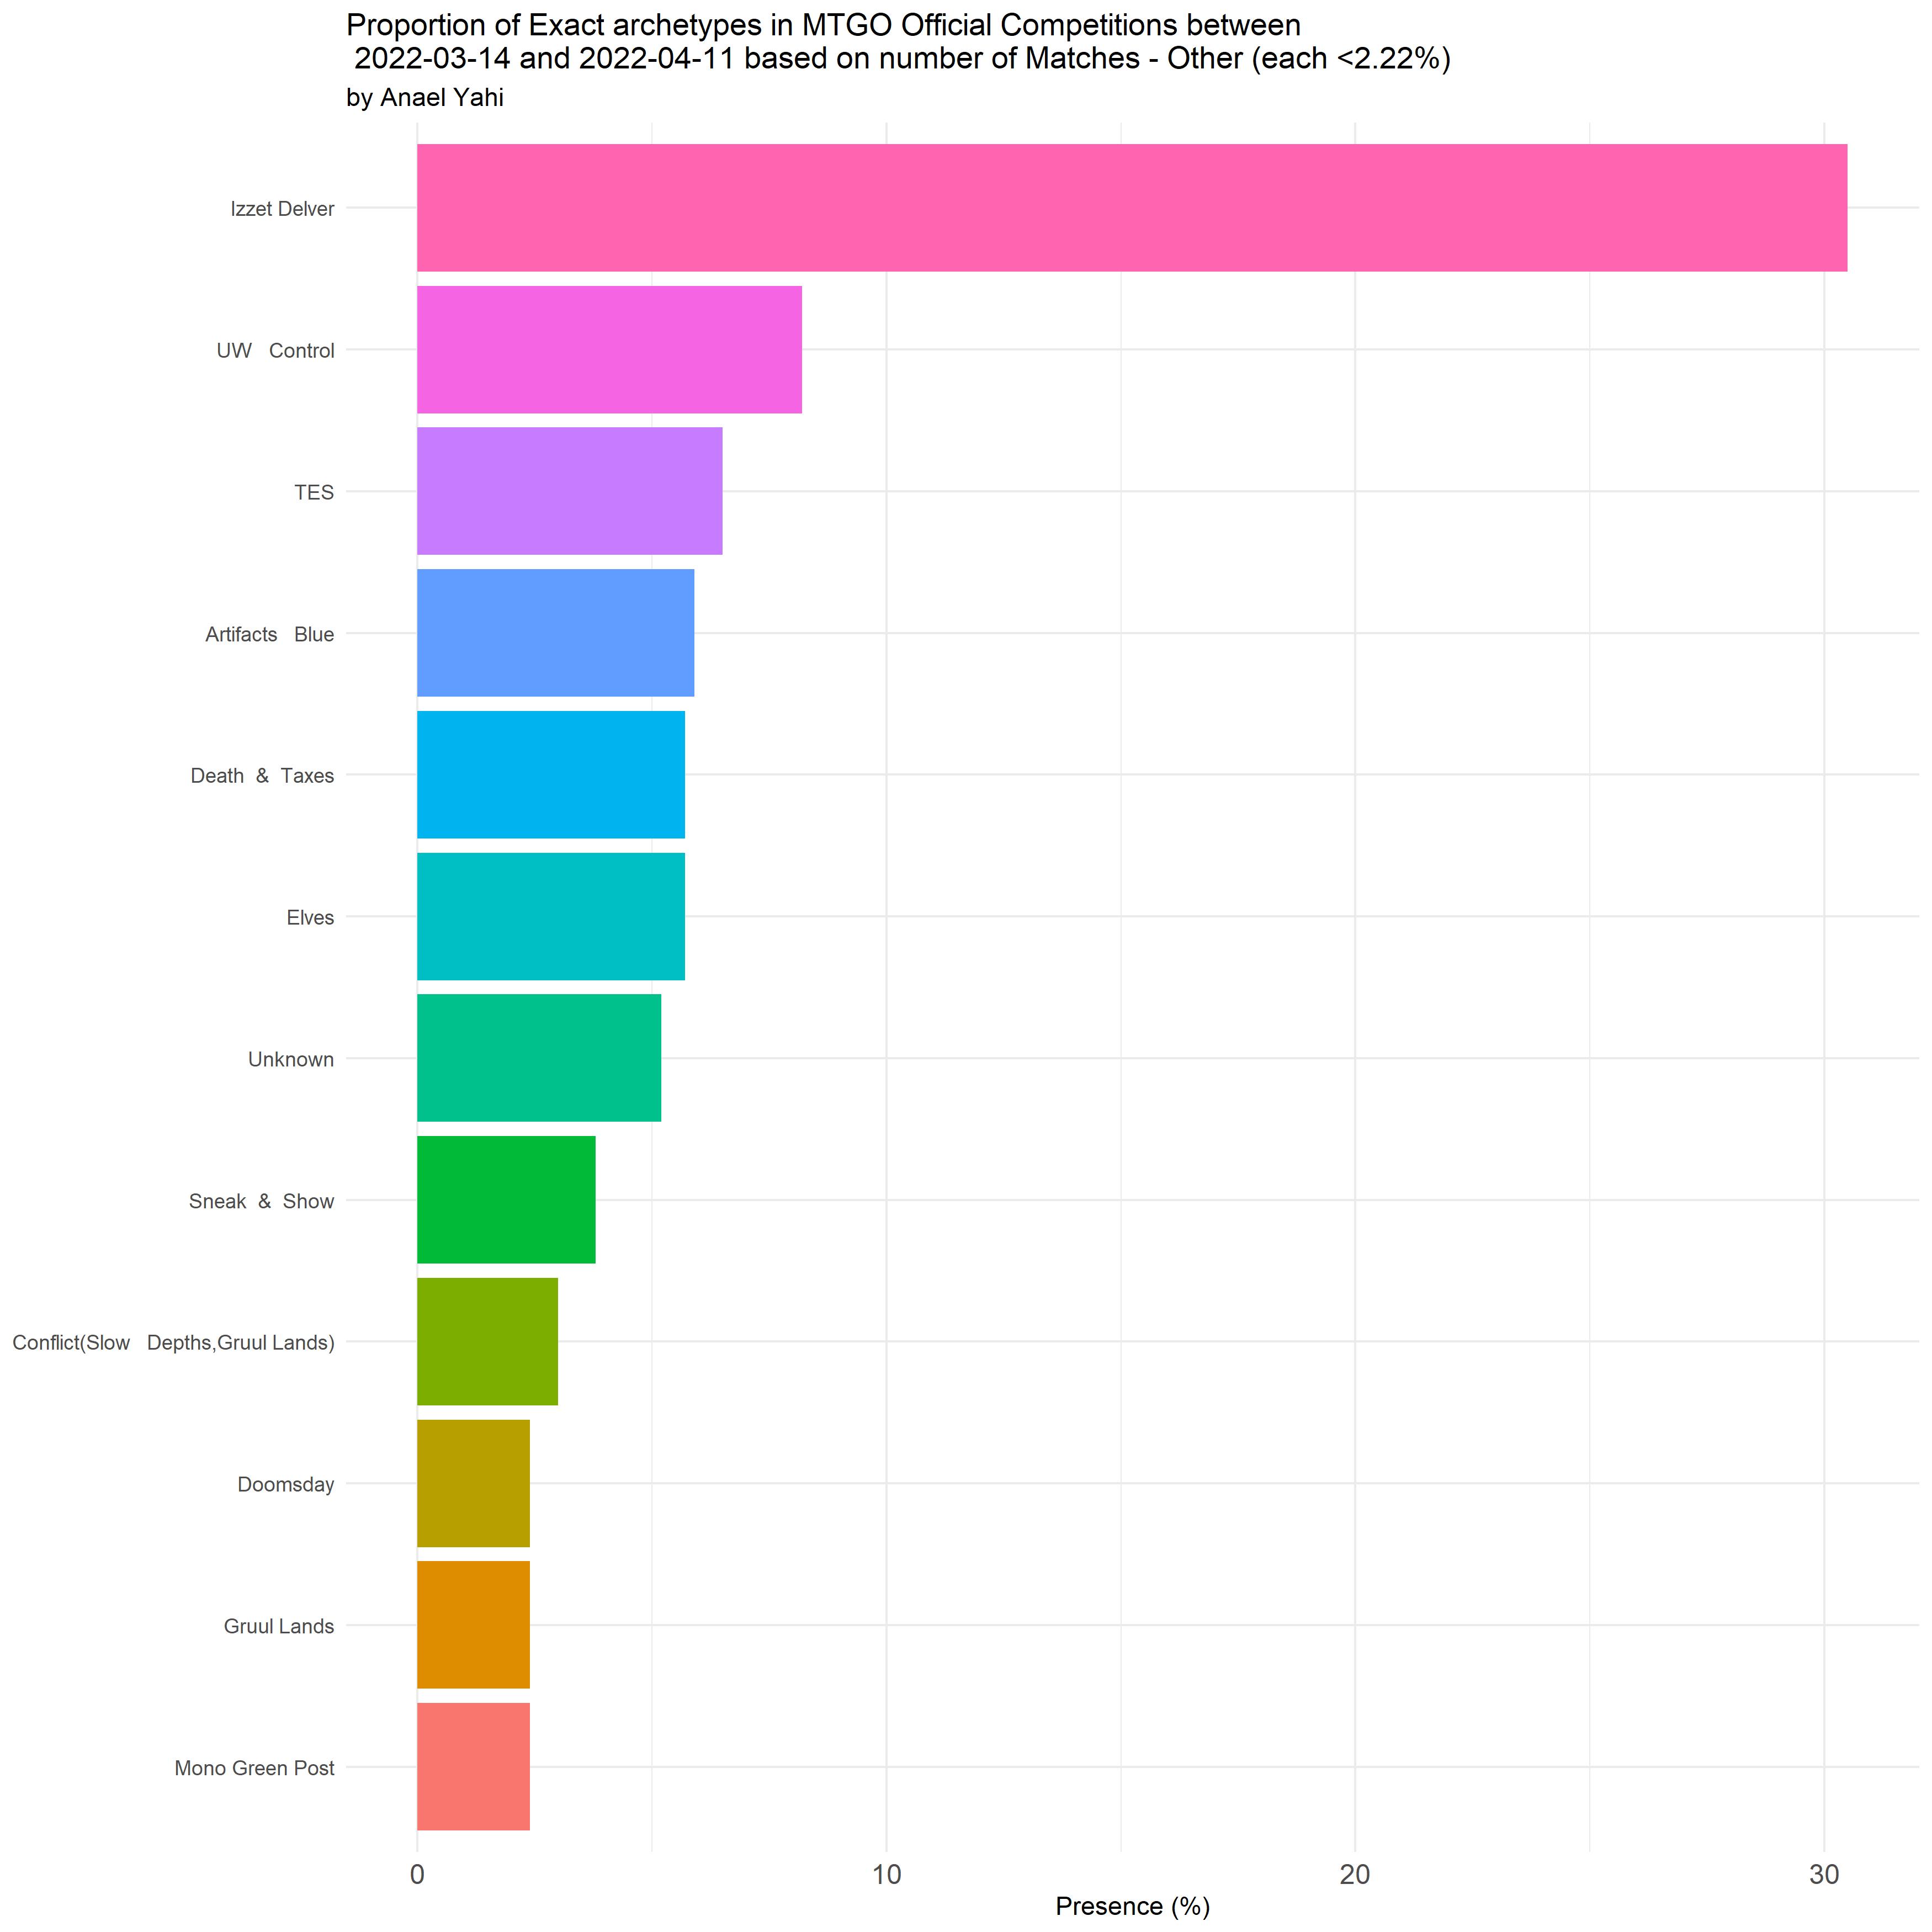 Proportion of Exact archetypes in MTGO Official Competitions between
2022-03-14 and 2022-04-11 based on number of Matches - Other (each <2.22%)
by Anael Yahi
Izzet Delver
UW   Control
TES
Artifacts   Blue
Death  &  Taxes
Elves
Unknown
Sneak  &  Show
Conflict(Slow   Depths,Gruul Lands)
Doomsday
Gruul Lands
Mono Green Post
0 10 20 30
Presence (%)